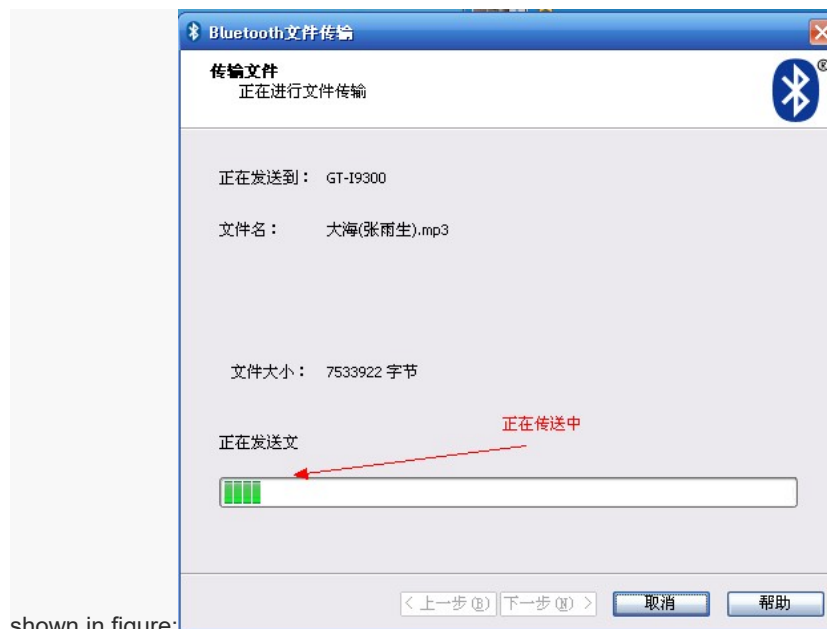 Bluetooth文件传输
传输文件
正在进行文件传输
®
正在发送到： GT-I9300
文件名： 大海(张雨生).mp3
文件大小： 7533922 字节
正在传送中
正在发送文
< 上一步(B) 下一步(N) > 取消 帮助
shown in figure: